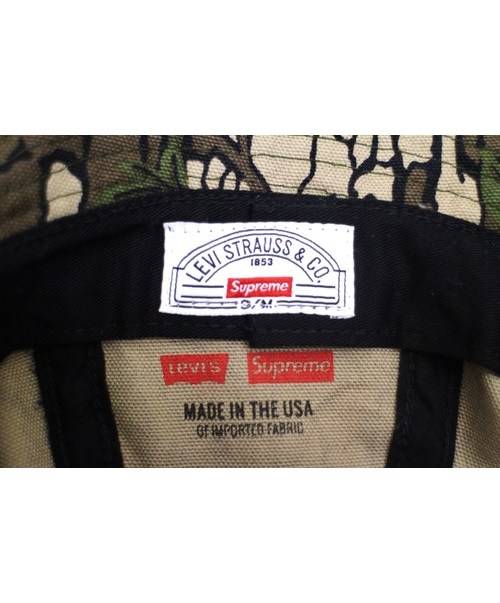 LEVI STRAUSS & CO.
1853
Supreme
S/M
Levi's Supreme
MADE IN THE USA
OF IMPORTED FABRIC